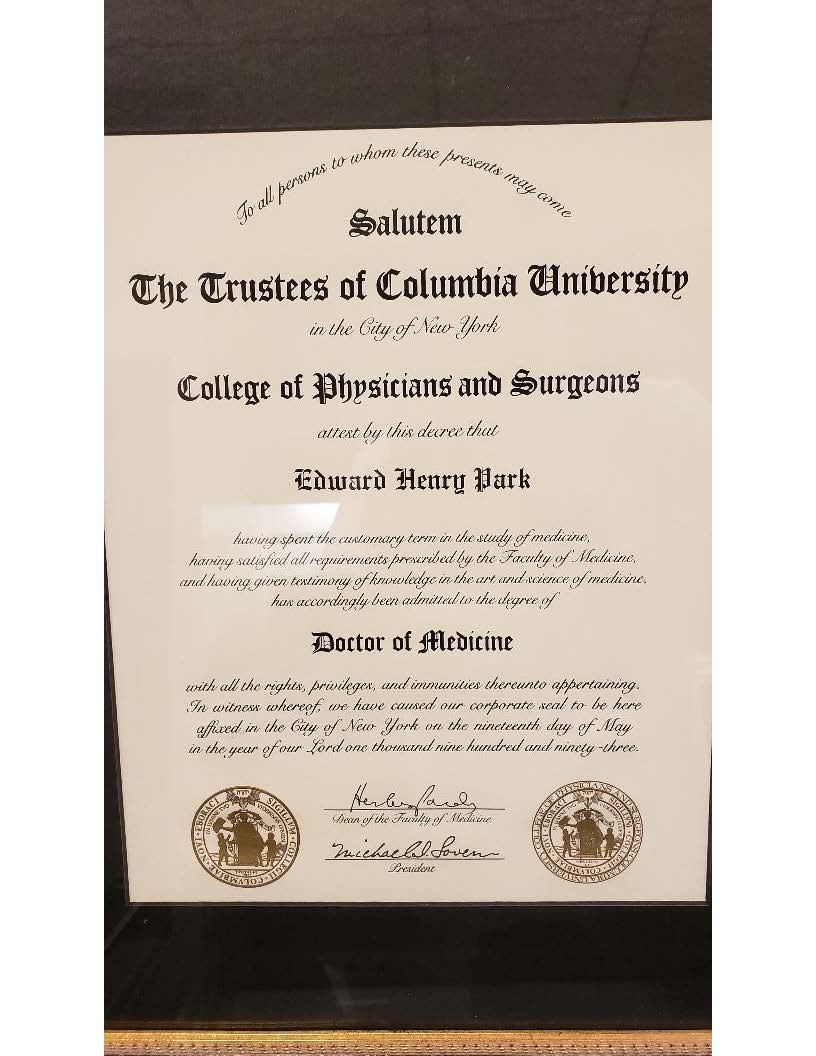 To all persons to whom these presents may come
Salutem
The Trustees of Columbia University
in the City of New York
College of Physicians and Surgeons
attest by this decree that
Edward Henry Park
having spent the customary term in the study of medicine,
having satisfied all requirements prescribed by the Faculty of Medicine,
and having given testimony of knowledge in the art and science of medicine,
has accordingly been admitted to the degree of
Doctor of Medicine
with all the rights, privileges, and immunities thereunto appertaining.
In witness whereof, we have caused our corporate seal to be here
affixed in the City of New York on the nineteenth day of May
in the year of our Lord one thousand nine hundred and ninety-three.
Dean of the Faculty of Medicine
President